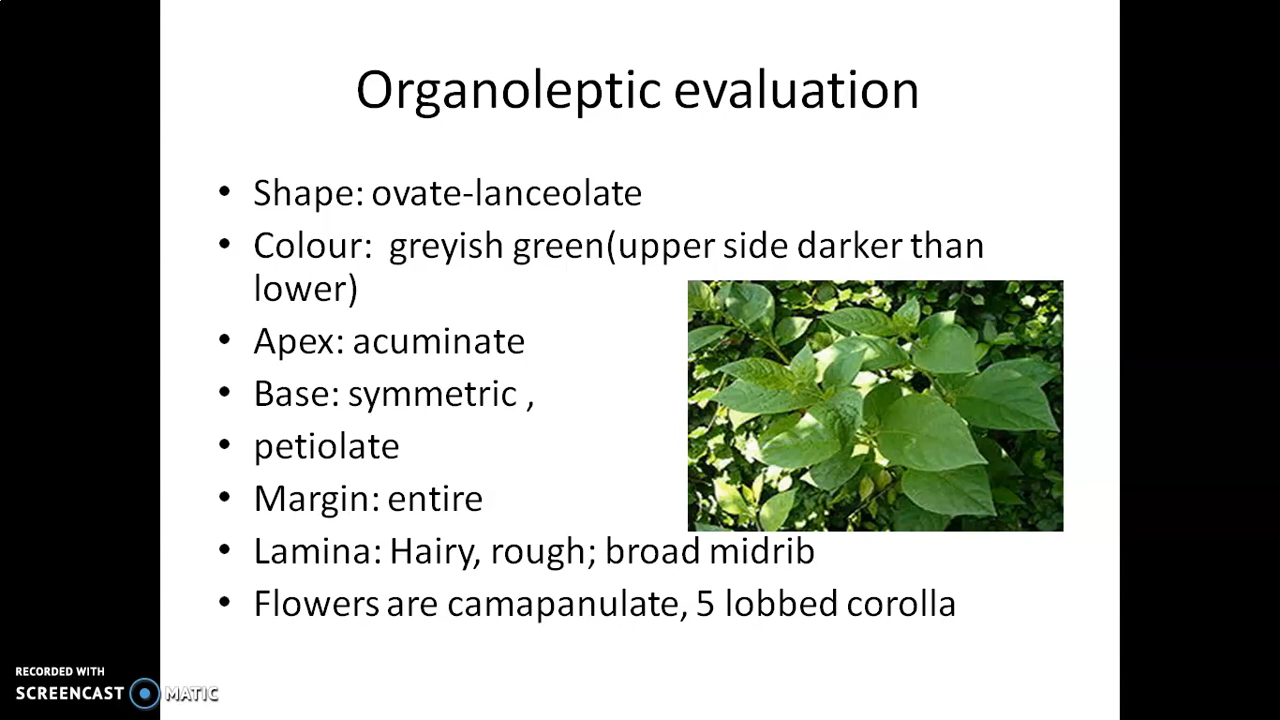 Organoleptic evaluation
• Shape: ovate-lanceolate
• Colour: greyish green(upper side darker than
lower)
• Apex: acuminate
• Base: symmetric ,
• petiolate
• Margin: entire
• Lamina: Hairy, rough; broad midrib
• Flowers are camapanulate, 5 lobbed corolla
RECORDED WITH
SCREENCAST MATIC